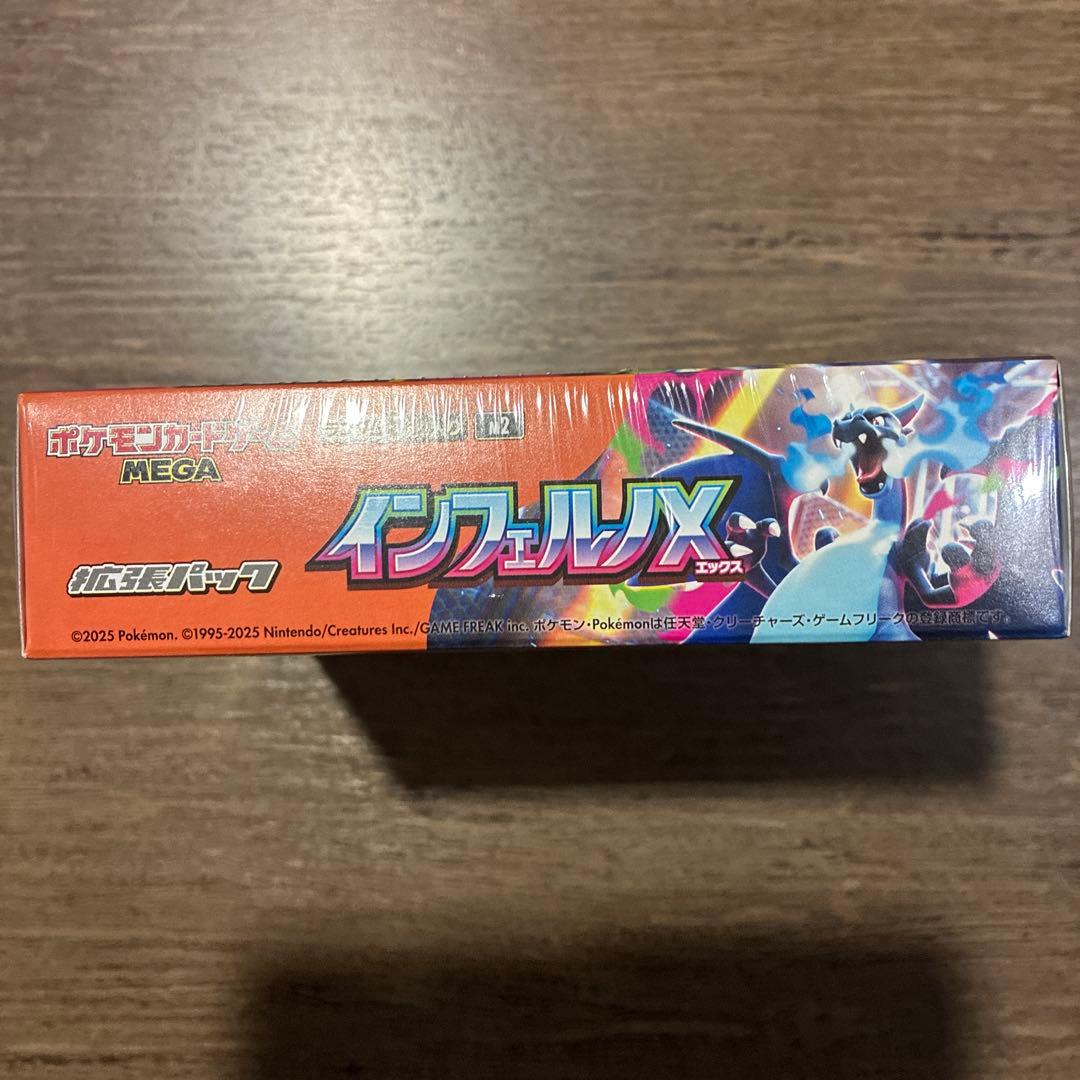 ポケモンカードゲーム
MEGA
M2
インフェルノX
エックス
拡張パック
©2025 Pokémon. ©1995-2025 Nintendo/Creatures Inc./GAME FREAK inc. ポケモン・Pokémonは任天堂・クリーチャーズ・ゲームフリークの登録商標です。